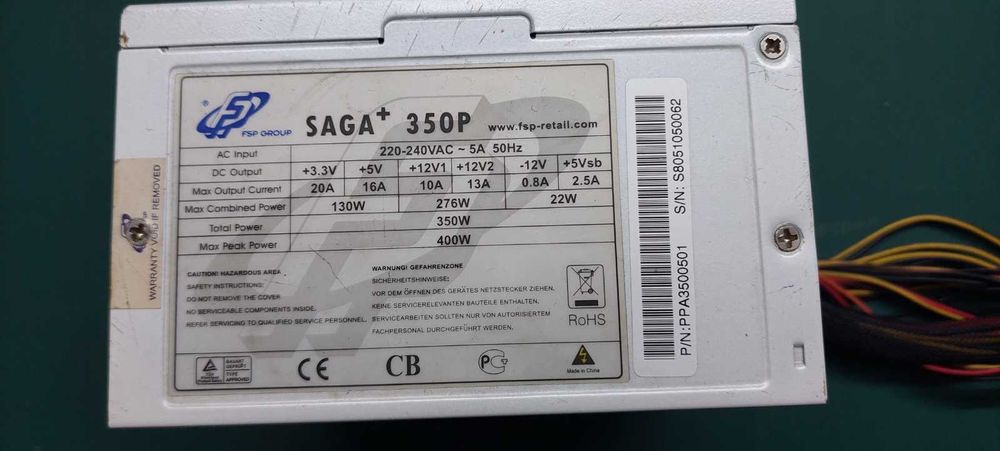 ® FSP GROUP
SAGA+ 350P www.fsp-retail.com
AC Input 220-240VAC ~ 5A 50Hz
DC Output +3.3V +5V +12V1 +12V2 -12V +5Vsb
Max Output Current 20A 16A 10A 13A 0.8A 2.5A
Max Combined Power 130W 276W 22W
Total Power 350W
Max Peak Power 400W
CAUTION! HAZARDOUS AREA
SAFETY INSTRUCTIONS:
DO NOT REMOVE THE COVER.
NO SERVICEABLE COMPONENTS INSIDE.
REFER SERVICING TO QUALIFIED SERVICE PERSONNEL.
WARNUNG! GEFAHRENZONE
SICHERHEITSHINWEISE:
VOR DEM ÖFFNEN DES GERÄTES NETZSTECKER ZIEHEN,
KEINE SERVICERELEVANTEN BAUTEILE ENTHALTEN,
SERVICEARBEITEN SOLLTEN NUR VON AUTORISIERTEM
FACHPERSONAL DURCHGEFÜHRT WERDEN.
RoHS
BAUART
GEPRÜFT
TYPE
APPROVED
CE
CB
PG
Made in China
WARRANTY VOID IF REMOVED
S/N: S8051050062
P/N:PPA3500501